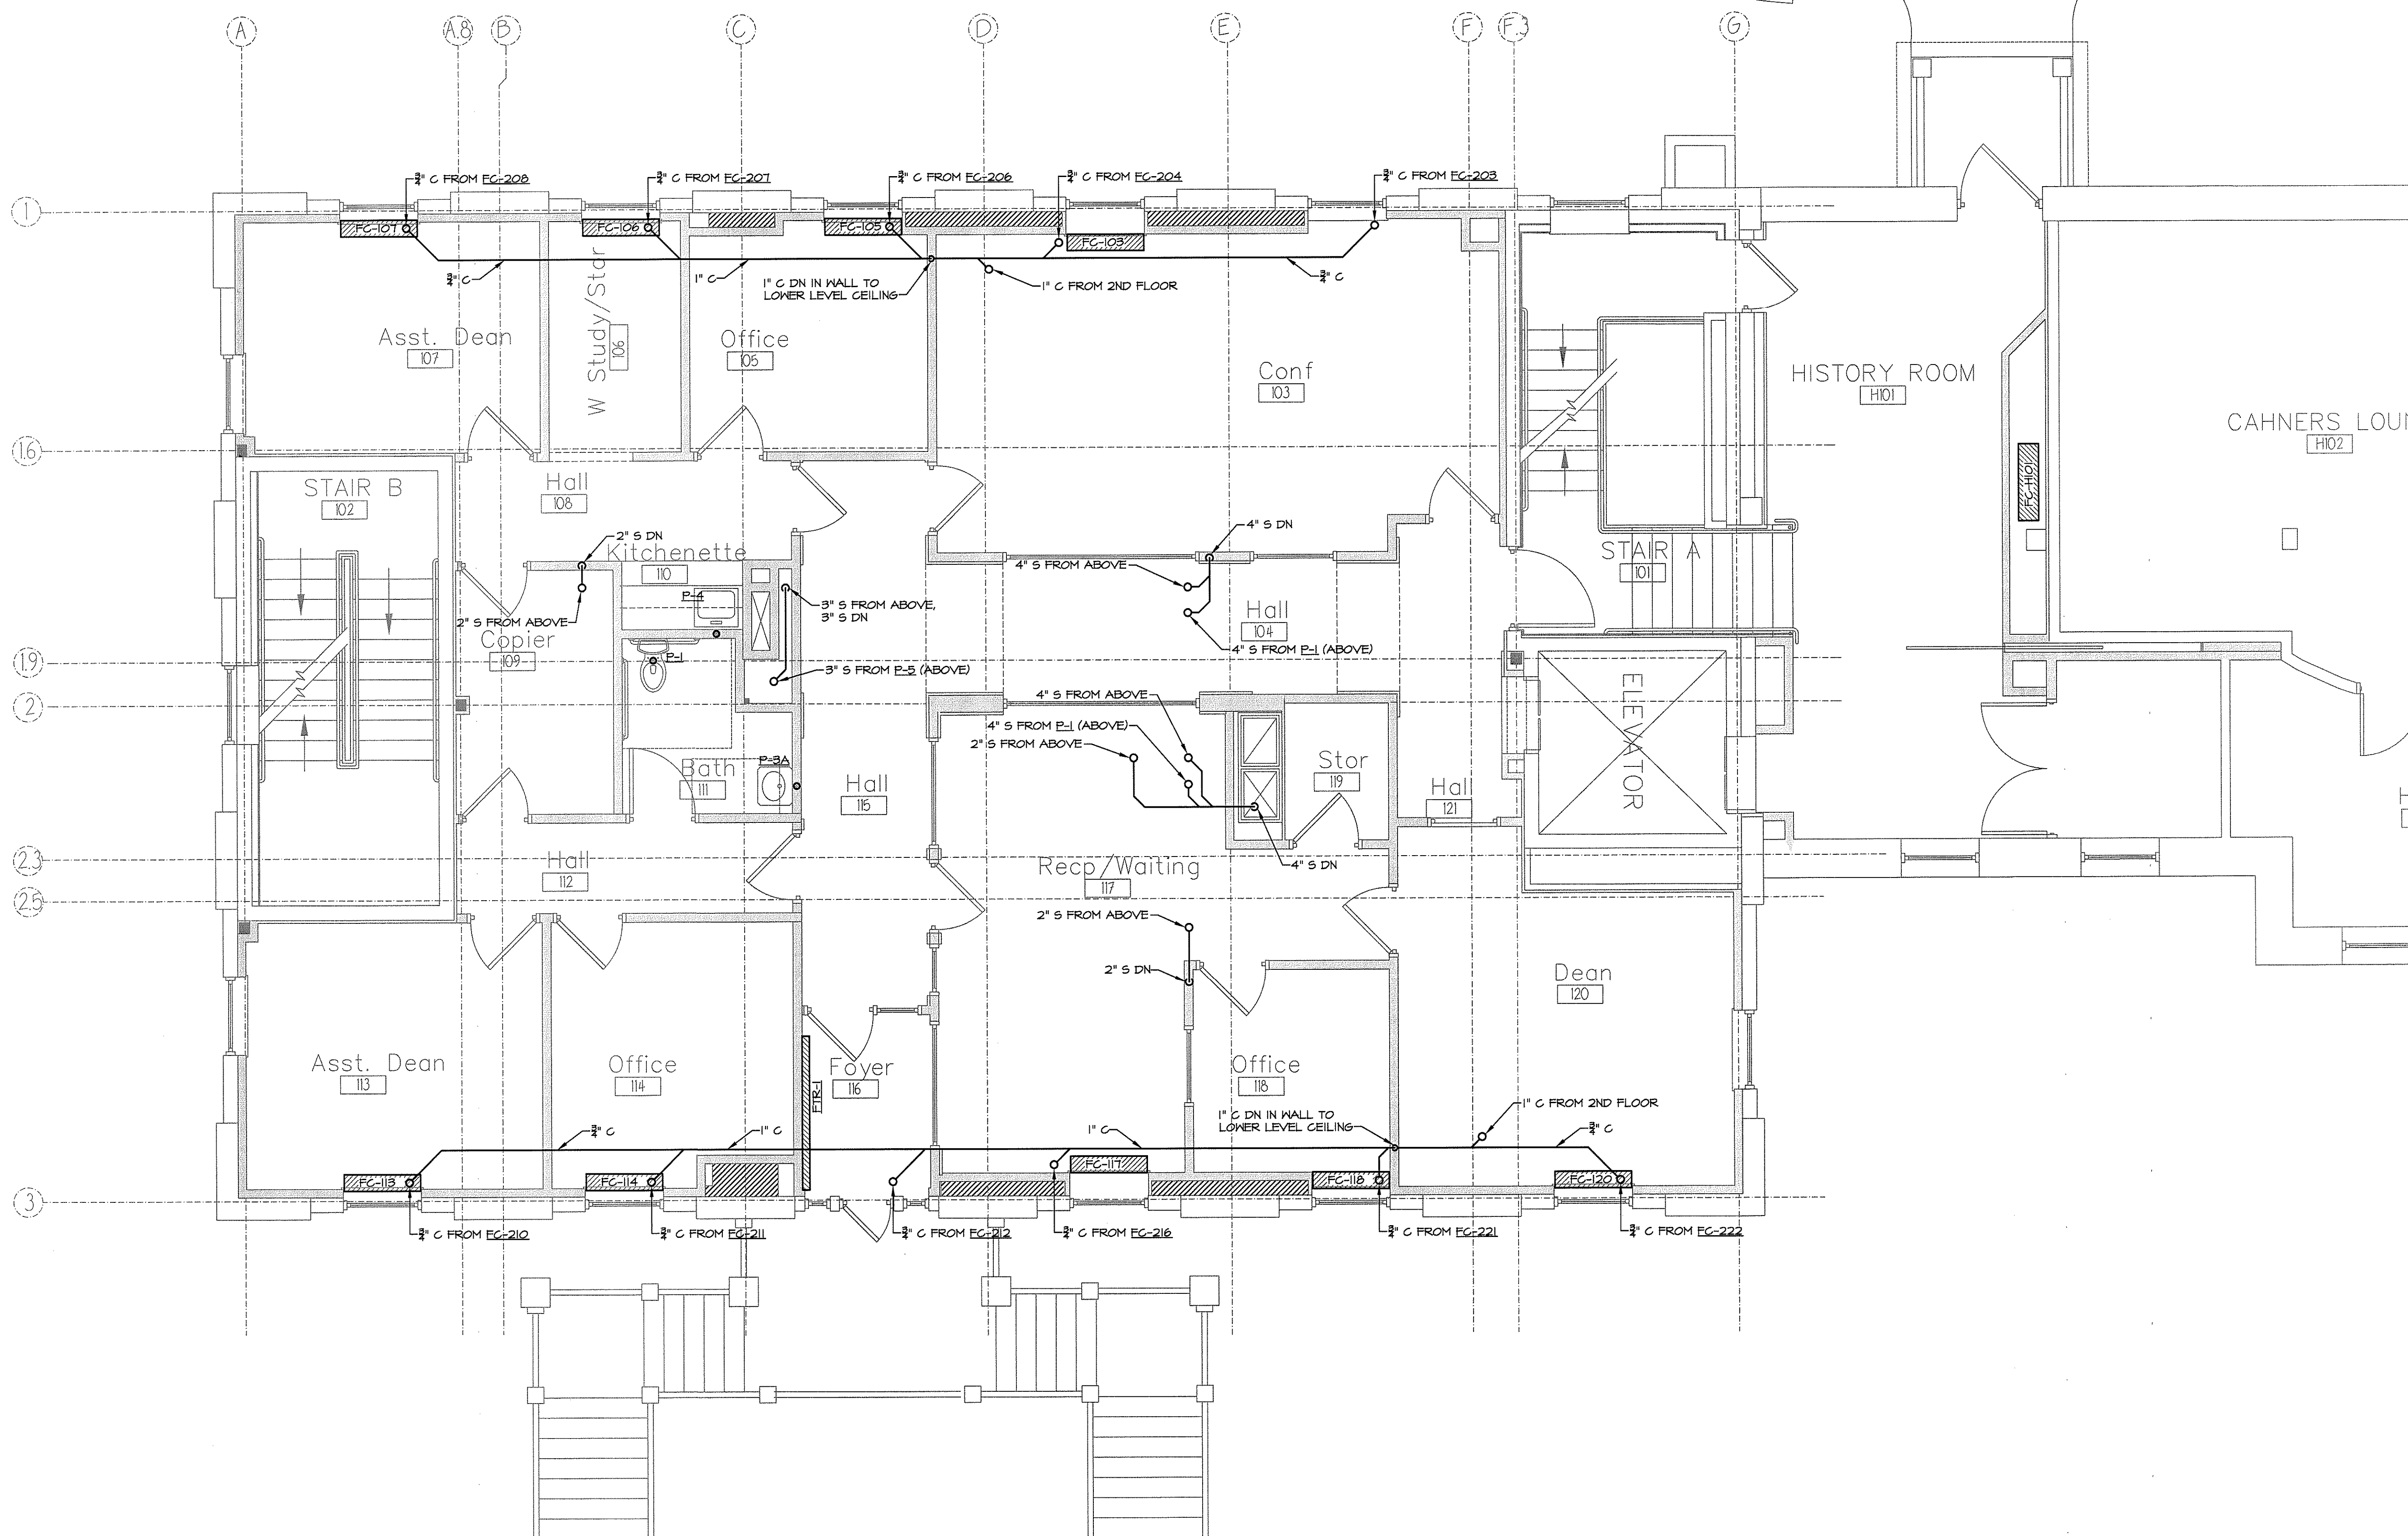 A
A.8
B
C
D
E
F
F.3
G
1
1.6
1.9
2
2.3
2.5
3
3/4" C FROM FC-208
3/4" C FROM FC-207
3/4" C FROM FC-206
3/4" C FROM FC-204
3/4" C FROM FC-203
FC-107
FC-106
FC-105
FC-103
3/4" C
1" C
1" C DN IN WALL TO
LOWER LEVEL CEILING
1" C FROM 2ND FLOOR
3/4" C
Asst. Dean
107
W Study/Stor
106
Office
105
Conf
103
HISTORY ROOM
H101
CAHNERS LOUN
H102
FC-H101
STAIR B
102
Hall
108
2" S DN
Kitchenette
110
P-4
2" S FROM ABOVE
Copier
109
3" S FROM ABOVE,
3" S DN
P-1
3" S FROM P-5 (ABOVE)
4" S DN
4" S FROM ABOVE
Hall
104
4" S FROM P-1 (ABOVE)
STAIR A
101
ELEVATOR
4" S FROM ABOVE
4" S FROM P-1 (ABOVE)
2" S FROM ABOVE
Bath
111
P-3A
Hall
115
Stor
119
Hall
121
H
Hall
112
Recp/Waiting
117
4" S DN
2" S FROM ABOVE
2" S DN
Dean
120
Asst. Dean
113
Office
114
Foyer
116
FTR-1
Office
118
1" C DN IN WALL TO
LOWER LEVEL CEILING
1" C FROM 2ND FLOOR
3/4" C
1" C
1" C
3/4" C
FC-113
FC-114
FC-117
FC-118
FC-120
3/4" C FROM FC-210
3/4" C FROM FC-211
3/4" C FROM FC-212
3/4" C FROM FC-216
3/4" C FROM FC-221
3/4" C FROM FC-222